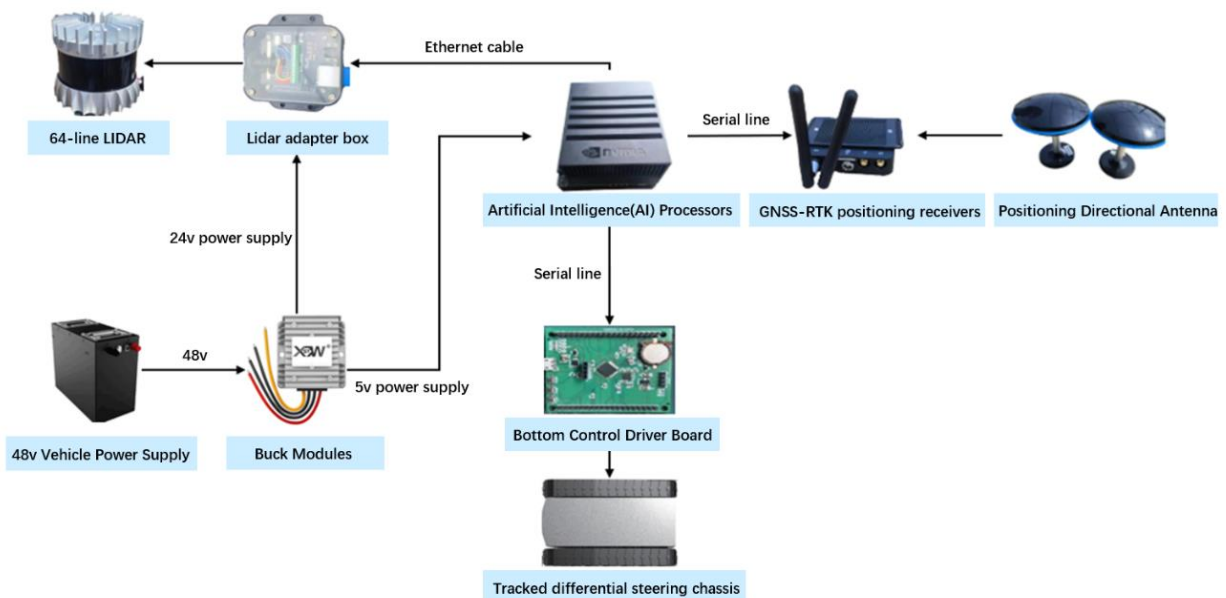 Ethernet cable
64-line LIDAR
Lidar adapter box
Serial line
Artificial Intelligence(AI) Processors
GNSS-RTK positioning receivers
Positioning Directional Antenna
24v power supply
Serial line
48v
5v power supply
48v Vehicle Power Supply
Buck Modules
Bottom Control Driver Board
Tracked differential steering chassis